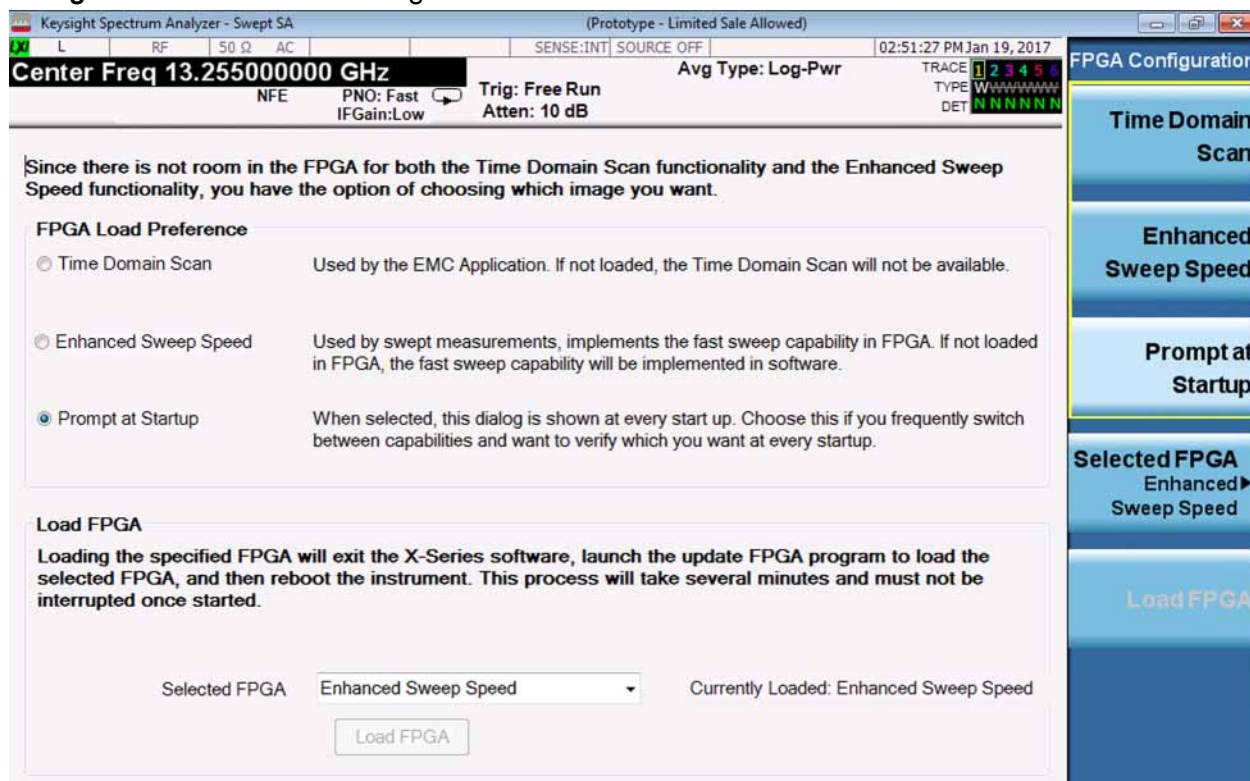 Keysight Spectrum Analyzer - Swept SA
(Prototype - Limited Sale Allowed)
LXI L RF 50 Ω AC SENSE:INT SOURCE OFF 02:51:27 PM Jan 19, 2017
Center Freq 13.255000000 GHz
NFE
PNO: Fast
IFGain:Low
Trig: Free Run
Atten: 10 dB
Avg Type: Log-Pwr
TRACE 1 2 3 4 5 6
TYPE WWWWWW
DET N N N N N N
Since there is not room in the FPGA for both the Time Domain Scan functionality and the Enhanced Sweep
Speed functionality, you have the option of choosing which image you want.
FPGA Load Preference
Time Domain Scan
Used by the EMC Application. If not loaded, the Time Domain Scan will not be available.
Enhanced Sweep Speed
Used by swept measurements, implements the fast sweep capability in FPGA. If not loaded
in FPGA, the fast sweep capability will be implemented in software.
Prompt at Startup
When selected, this dialog is shown at every start up. Choose this if you frequently switch
between capabilities and want to verify which you want at every startup.
Load FPGA
Loading the specified FPGA will exit the X-Series software, launch the update FPGA program to load the
selected FPGA, and then reboot the instrument. This process will take several minutes and must not be
interrupted once started.
Selected FPGA
Enhanced Sweep Speed
Currently Loaded: Enhanced Sweep Speed
Load FPGA
FPGA Configuration
Time Domain
Scan
Enhanced
Sweep Speed
Prompt at
Startup
Selected FPGA
Enhanced
Sweep Speed
Load FPGA